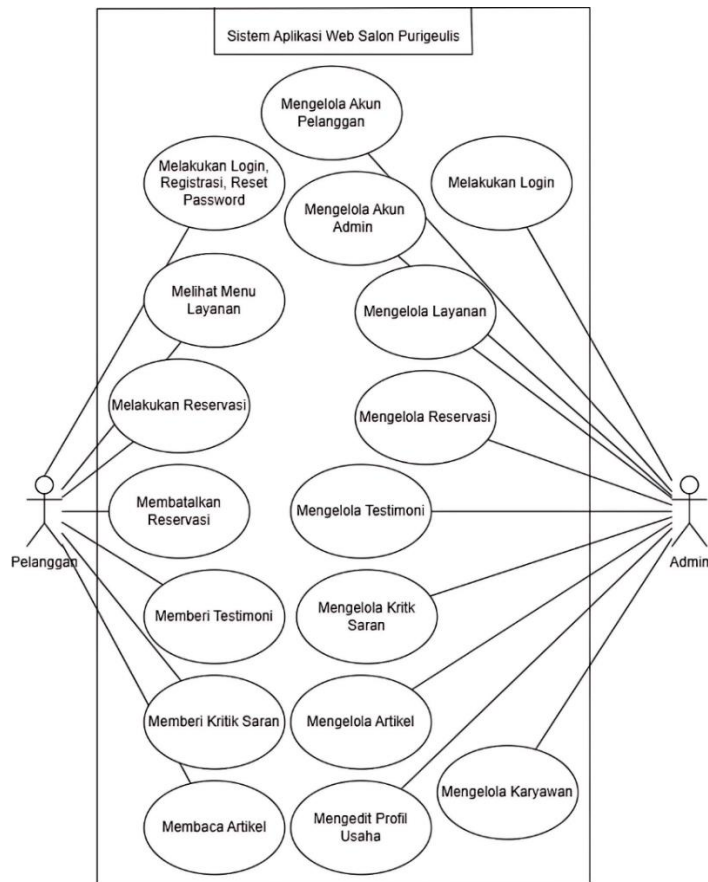 Sistem Aplikasi Web Salon Purigeulis
Mengelola Akun
Pelanggan
Melakukan Login,
Registrasi, Reset
Password
Melakukan Login
Mengelola Akun
Admin
Melihat Menu
Layanan
Mengelola Layanan
Melakukan Reservasi
Mengelola Reservasi
Membatalkan
Reservasi
Mengelola Testimoni
Pelanggan
Admin
Memberi Testimoni
Mengelola Kritk
Saran
Memberi Kritik Saran
Mengelola Artikel
Mengelola Karyawan
Membaca Artikel
Mengedit Profil
Usaha